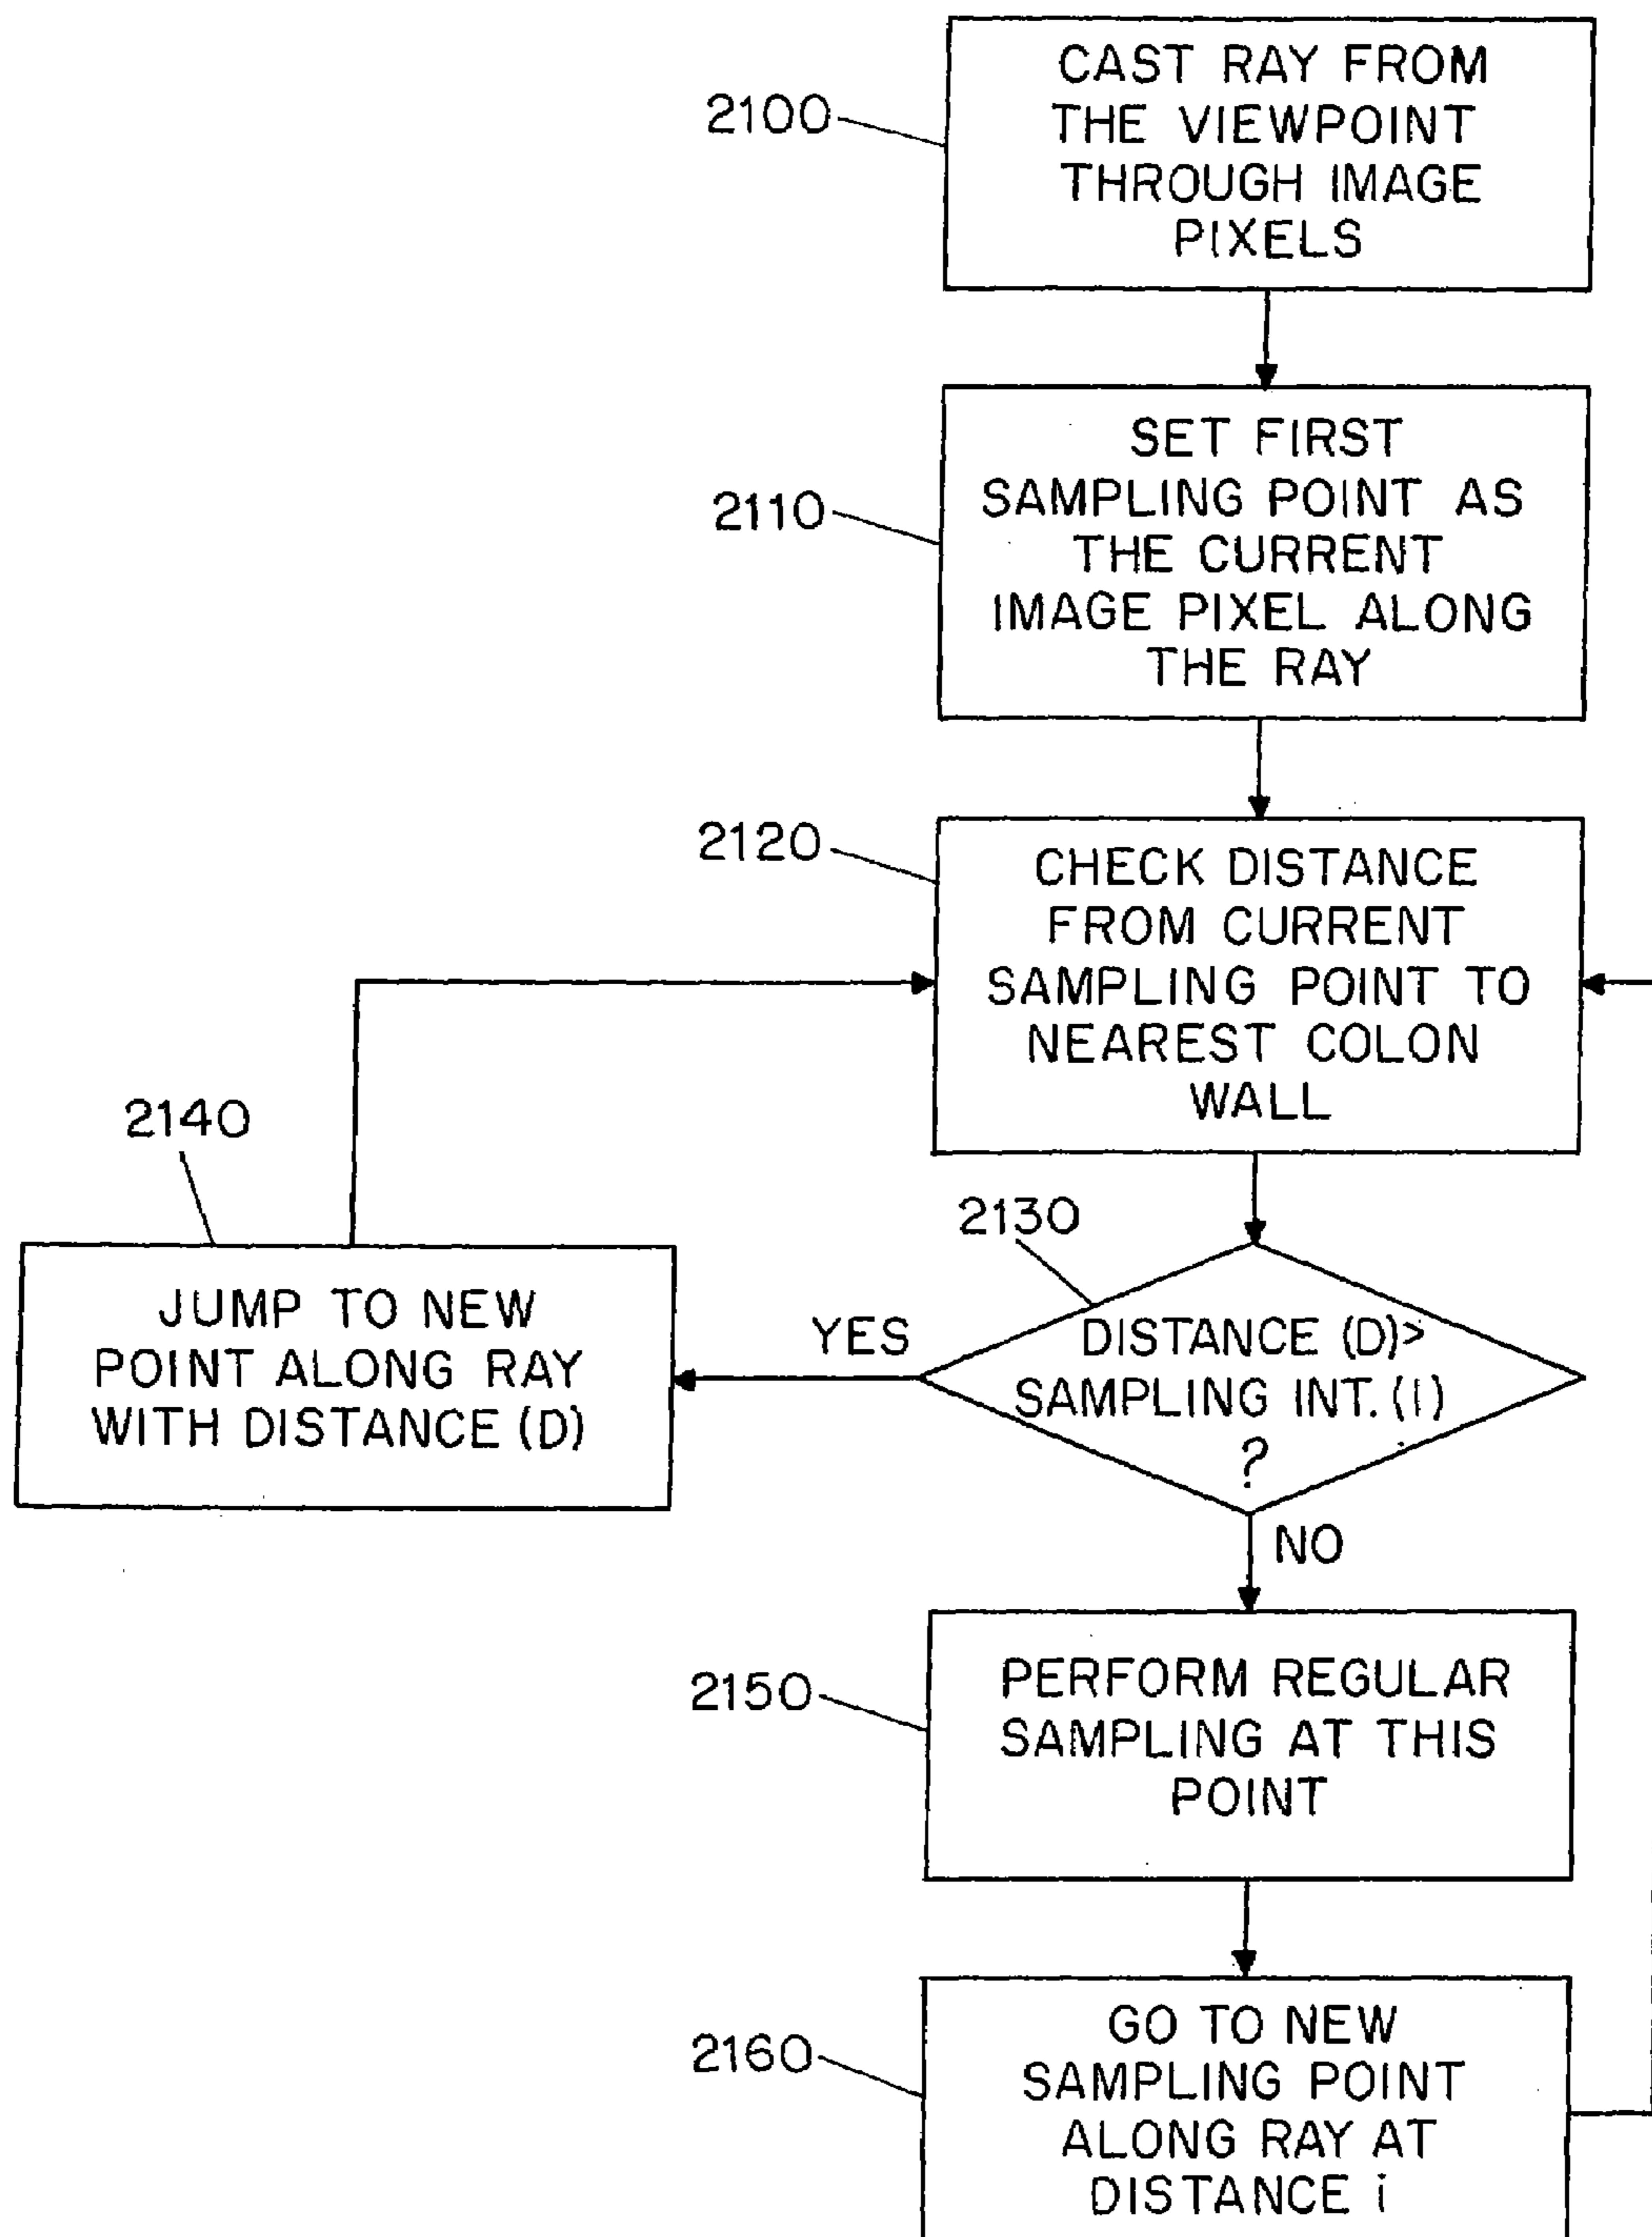 2100
CAST RAY FROM
THE VIEWPOINT
THROUGH IMAGE
PIXELS
2110
SET FIRST
SAMPLING POINT AS
THE CURRENT
IMAGE PIXEL ALONG
THE RAY
2120
CHECK DISTANCE
FROM CURRENT
SAMPLING POINT TO
NEAREST COLON
WALL
2130
DISTANCE (D)>
SAMPLING INT. (I)
?
YES
2140
JUMP TO NEW
POINT ALONG RAY
WITH DISTANCE (D)
NO
2150
PERFORM REGULAR
SAMPLING AT THIS
POINT
2160
GO TO NEW
SAMPLING POINT
ALONG RAY AT
DISTANCE i